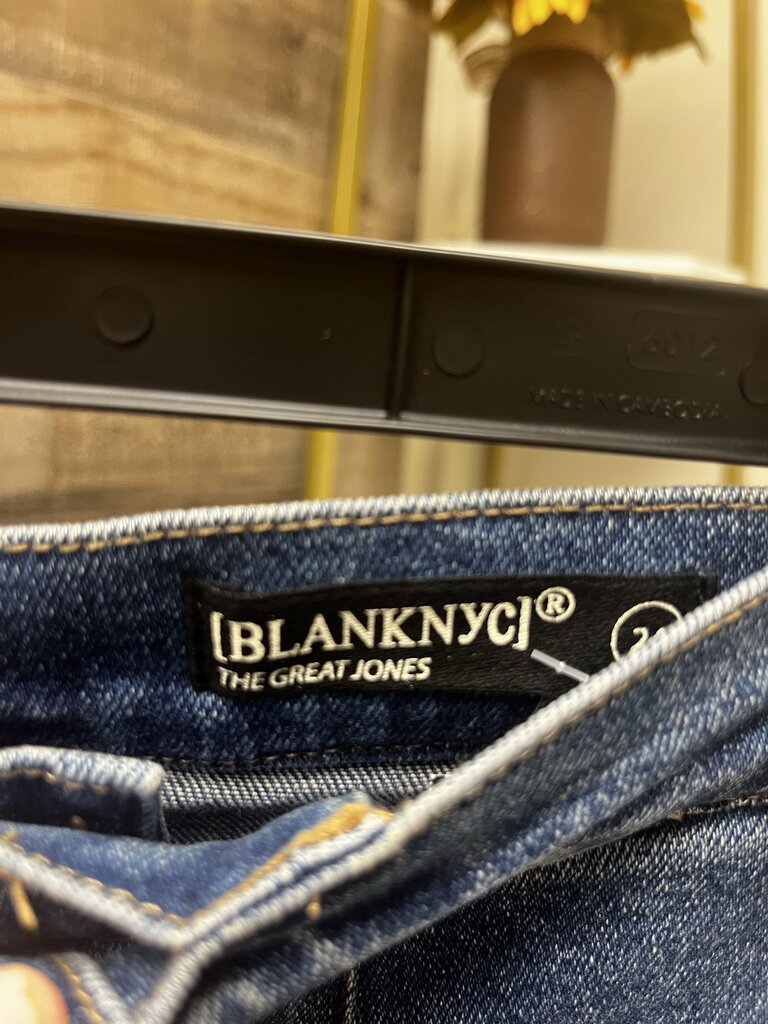 6012
MADE IN CAMBODIA
[BLANKNYC]®
THE GREAT JONES